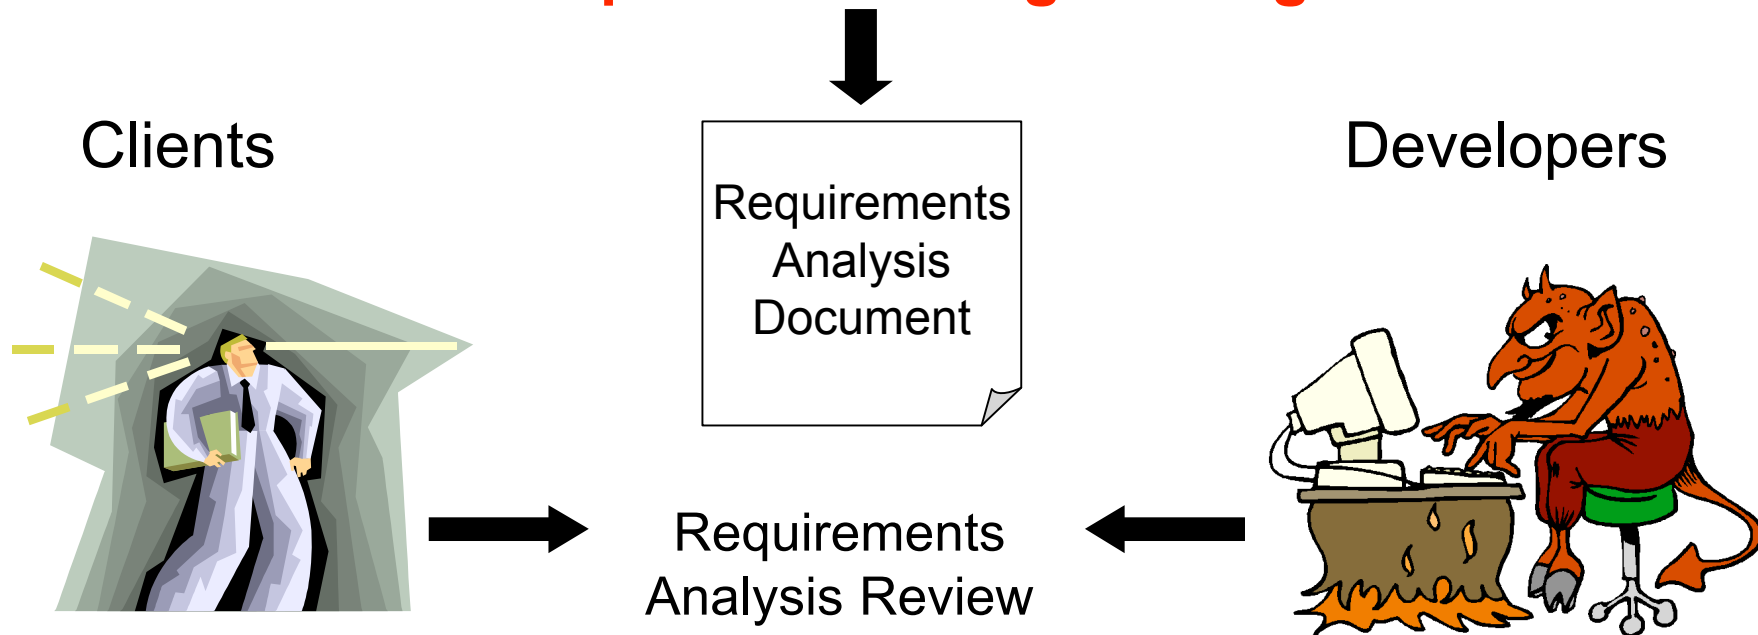 Clients
Developers
Requirements
Analysis
Document
Requirements
Analysis Review